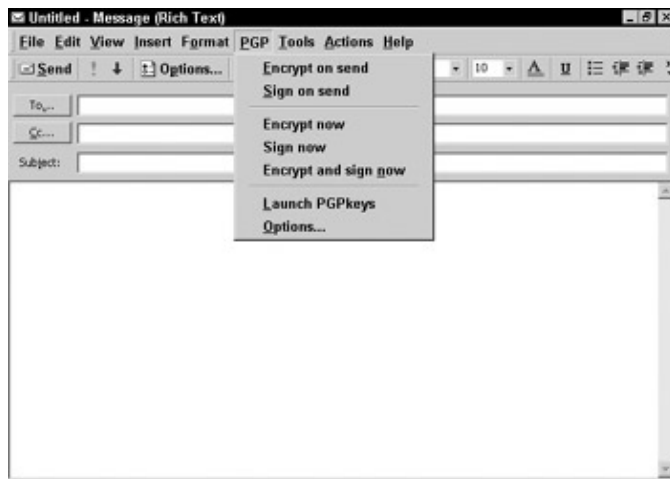 Untitled - Message (Rich Text)
File Edit View Insert Format PGP Tools Actions Help
Send ! Options... 10 A U
Encrypt on send
Sign on send
To...
Encrypt now
Cc...
Sign now
Subject:
Encrypt and sign now
Launch PGPkeys
Options...